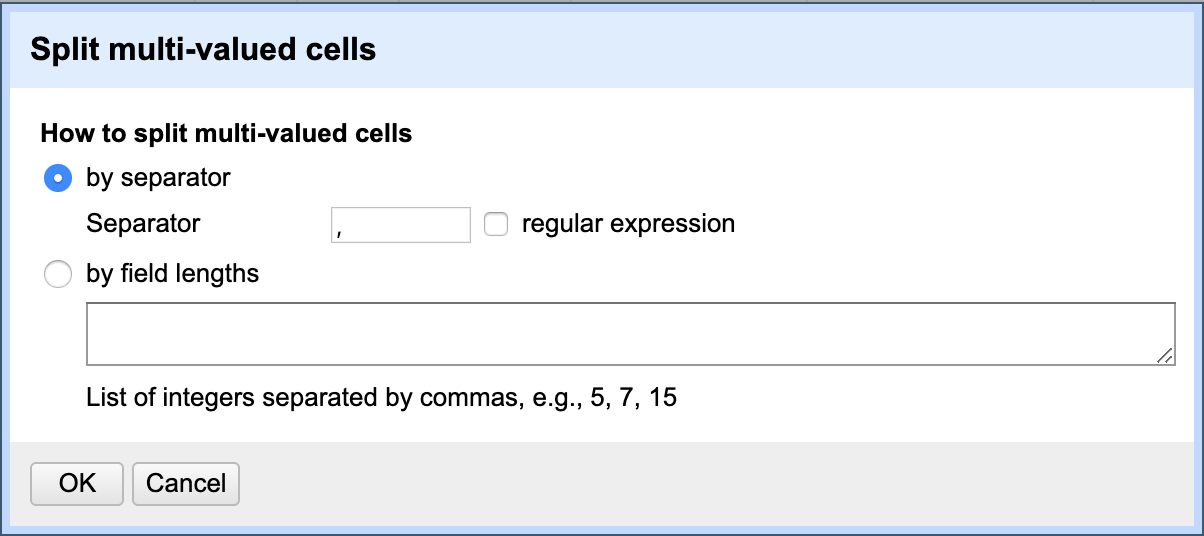 Split multi-valued cells
How to split multi-valued cells
by separator
Separator , regular expression
by field lengths
List of integers separated by commas, e.g., 5, 7, 15
OK Cancel